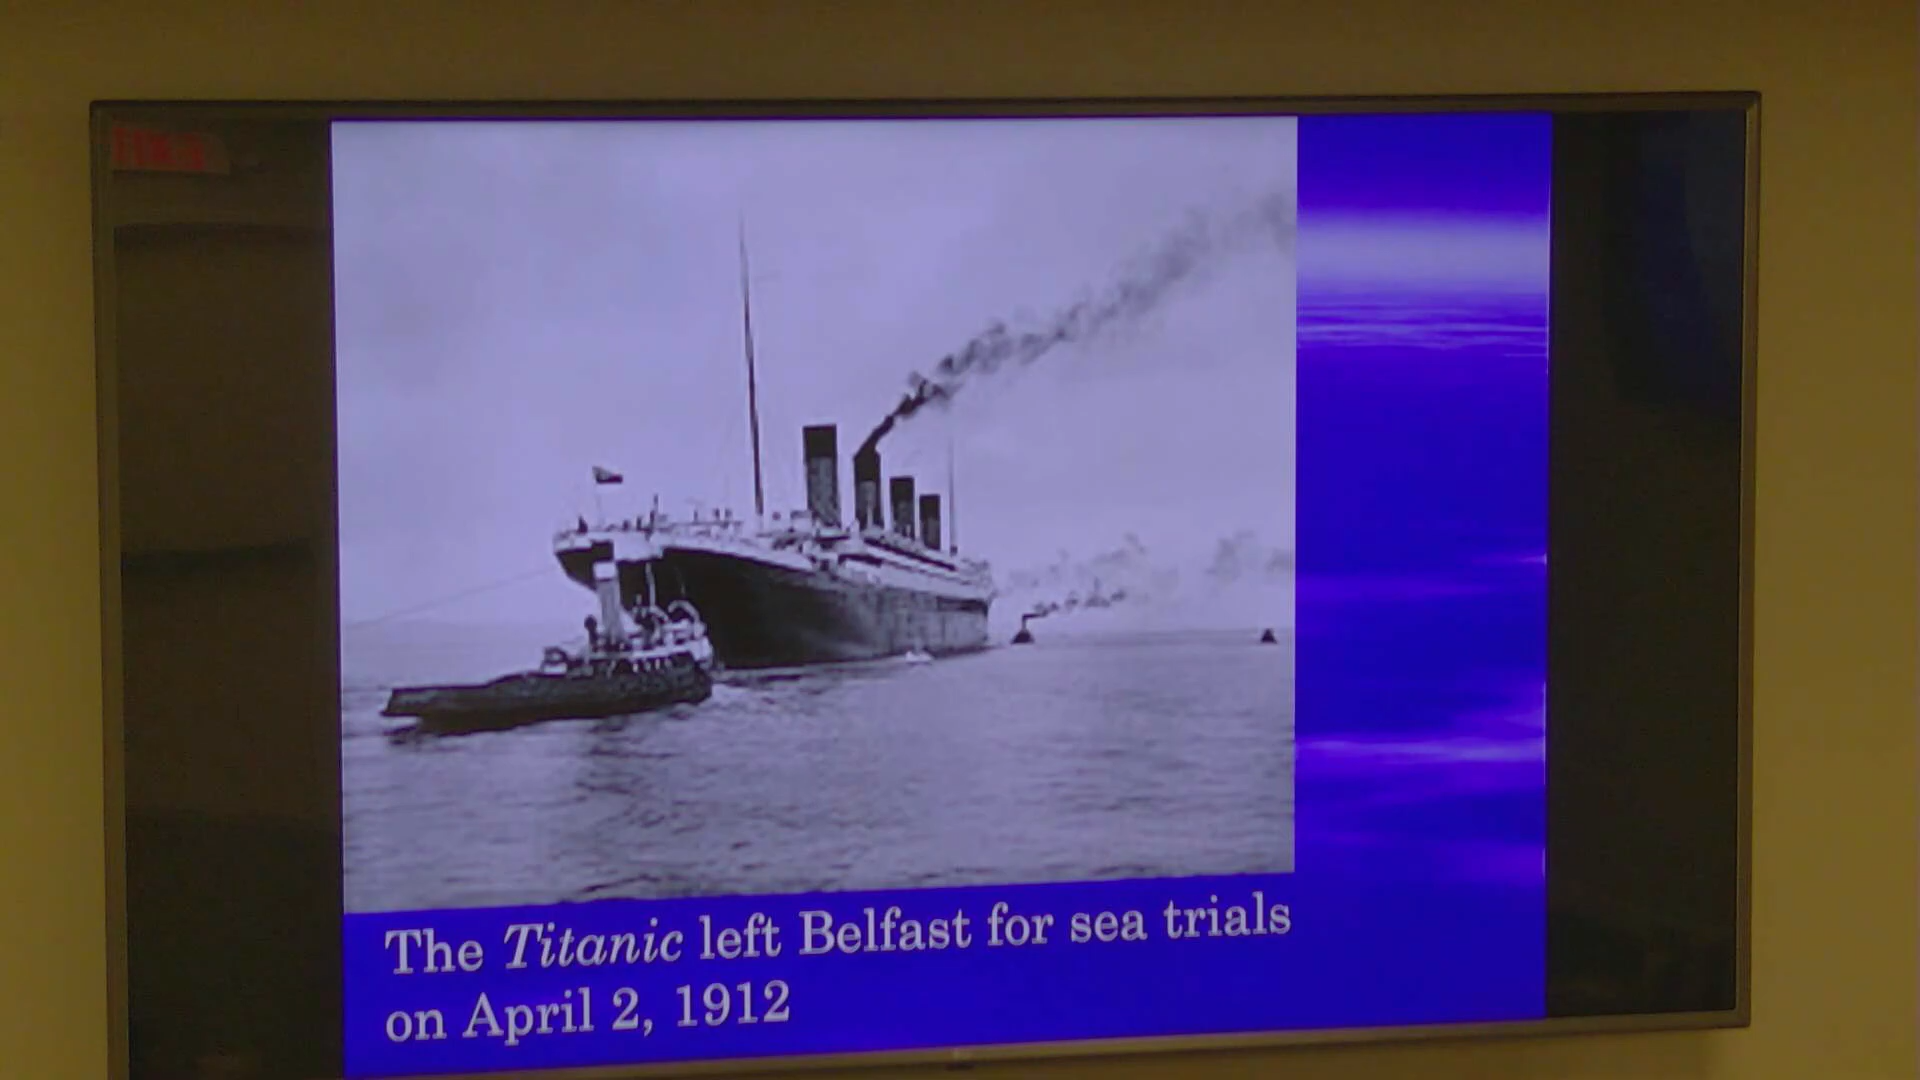 The Titanic left Belfast for sea trials
on April 2, 1912